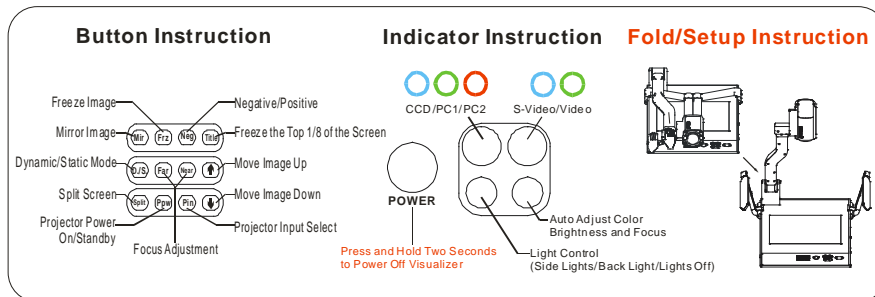 Button Instruction
Indicator Instruction
Fold/Setup Instruction
Freeze Image
Negative/Positive
Mirror Image
Mir
Frz
Neg
Title
Freeze the Top 1/8 of the Screen
Dynamic/Static Mode
D./S.
Far
Near
Move Image Up
Split Screen
Split
Ppw
Pin
Move Image Down
Projector Power
On/Standby
Projector Input Select
Focus Adjustment
CCD/PC1/PC2
S-Video/Video
POWER
Press and Hold Two Seconds
to Power Off Visualizer
Auto Adjust Color
Brightness and Focus
Light Control
(Side Lights/Back Light/Lights Off)